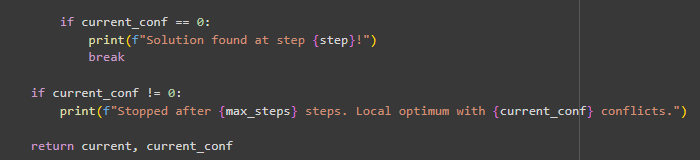 if current_conf == 0:
print(f"Solution found at step {step}!")
break
if current_conf != 0:
print(f"Stopped after {max_steps} steps. Local optimum with {current_conf} conflicts.")
return current, current_conf